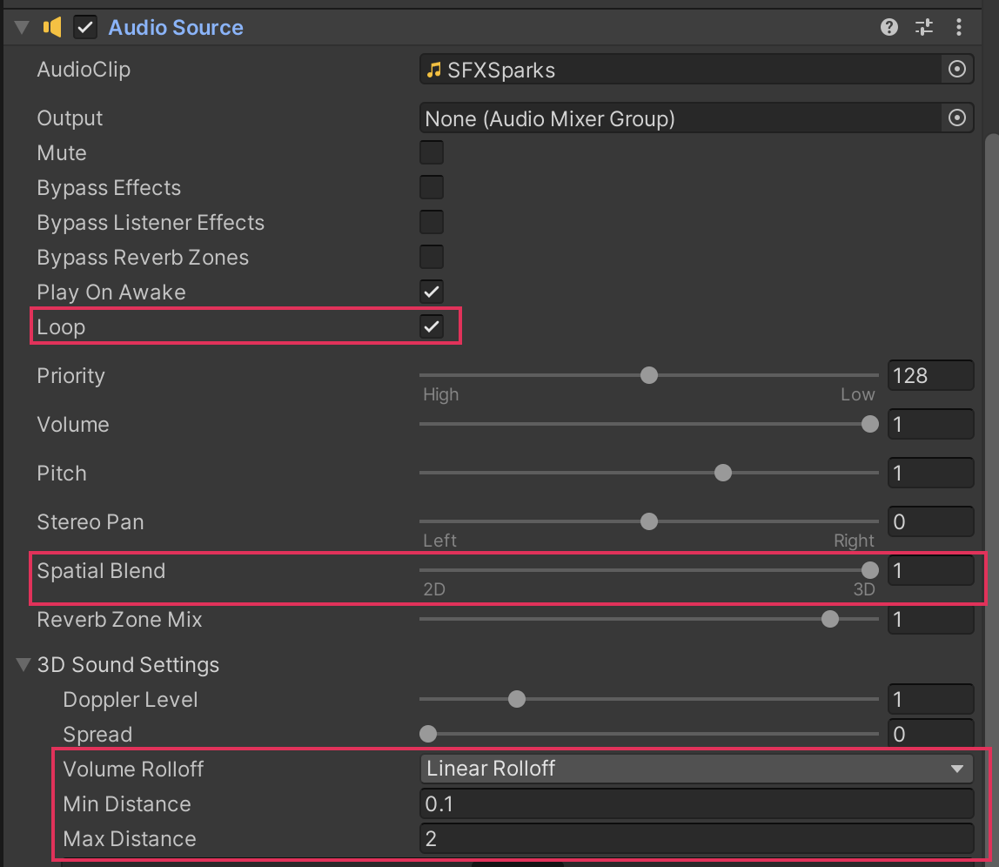 Audio Source
AudioClip SFXSparks
Output None (Audio Mixer Group)
Mute
Bypass Effects
Bypass Listener Effects
Bypass Reverb Zones
Play On Awake
Loop
Priority 128
High Low
Volume 1
Pitch 1
Stereo Pan 0
Left Right
Spatial Blend 1
2D 3D
Reverb Zone Mix 1
3D Sound Settings
Doppler Level 1
Spread 0
Volume Rolloff Linear Rolloff
Min Distance 0.1
Max Distance 2